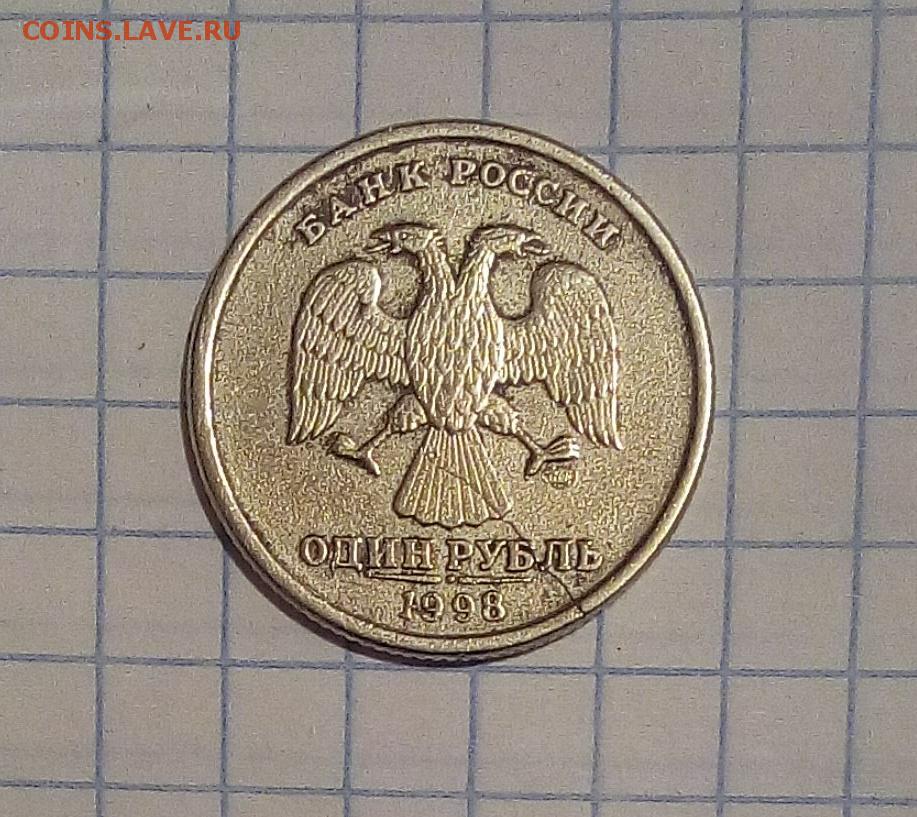 COINS.LAVE.RU
БАНК РОССИИ
ОДИН РУБЛЬ
1998